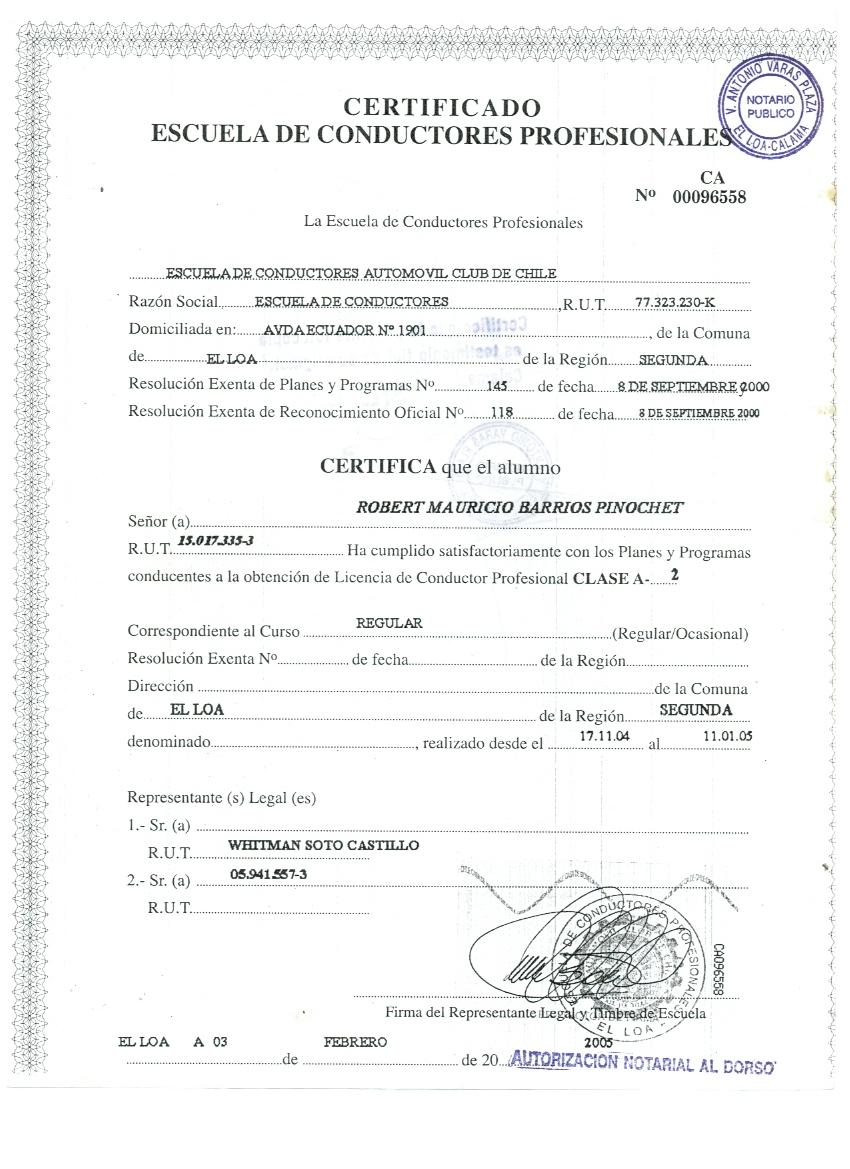 CERTIFICADO
ESCUELA DE CONDUCTORES PROFESIONALES
V. ANTONIO VARAS PLAZA
NOTARIO
PUBLICO
EL LOA-CALAMA
CA
Nº 00096558
La Escuela de Conductores Profesionales
ESCUELA DE CONDUCTORES AUTOMOVIL CLUB DE CHILE
Razón Social ESCUELA DE CONDUCTORES ,R.U.T. 77.323.230-K
Domiciliada en: AVDA ECUADOR Nº 1901 , de la Comuna
de EL LOA de la Región SEGUNDA
Resolución Exenta de Planes y Programas Nº 145 de fecha 8 DE SEPTIEMBRE 2000
Resolución Exenta de Reconocimiento Oficial Nº 118 de fecha 8 DE SEPTIEMBRE 2000
CERTIFICA que el alumno
Señor (a) ROBERT MAURICIO BARRIOS PINOCHET
R.U.T. 15.017.335-3 Ha cumplido satisfactoriamente con los Planes y Programas
conducentes a la obtención de Licencia de Conductor Profesional CLASE A- 2
Correspondiente al Curso REGULAR (Regular/Ocasional)
Resolución Exenta Nº de fecha de la Región
Dirección de la Comuna
de EL LOA de la Región SEGUNDA
denominado , realizado desde el 17.11.04 al 11.01.05
Representante (s) Legal (es)
1.- Sr. (a)
R.U.T. WHITMAN SOTO CASTILLO
2.- Sr. (a) 05.941.557-3
R.U.T.
DE CONDUCTORES PROFESIONALES
EL LOA
CA096558
Firma del Representante Legal y Timbre de Escuela
EL LOA A 03 de FEBRERO de 20 2005
AUTORIZACION NOTARIAL AL DORSO